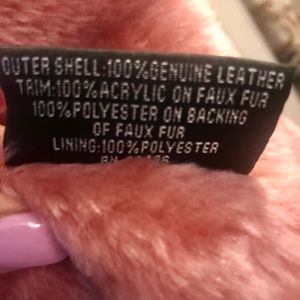 OUTER SHELL:100%GENUINE LEATHER
TRIM:100%ACRYLIC ON FAUX FUR
100%POLYESTER ON BACKING
OF FAUX FUR
LINING:100%POLYESTER